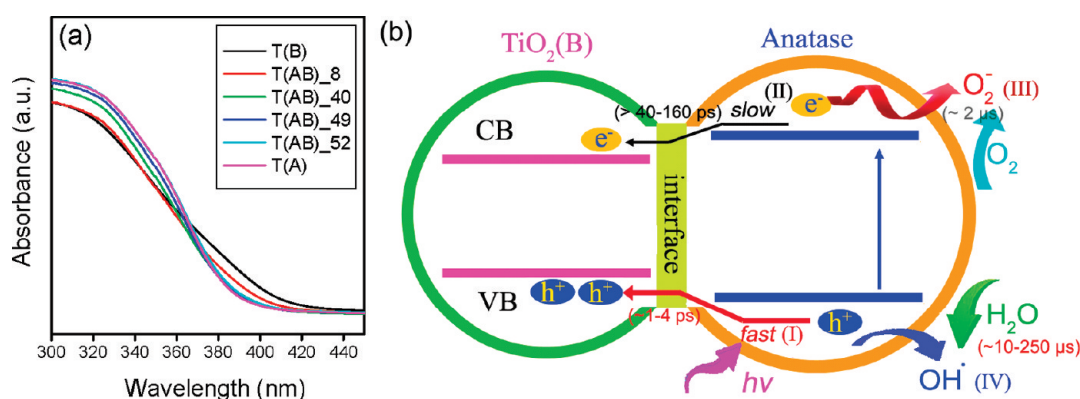 (a)
T(B)
T(AB)_8
T(AB)_40
T(AB)_49
T(AB)_52
T(A)
Absorbance (a.u.)
300 320 340 360 380 400 420 440
Wavelength (nm)
(b)
TiO₂(B)
Anatase
CB
(> 40-160 ps)
slow
(II)
e⁻
e⁻
O₂⁻ (III)
(~ 2 µs)
O₂
interface
VB
h⁺ h⁺
(~1-4 ps)
fast (I)
h⁺
hv
H₂O
(~10-250 µs)
OH· (IV)